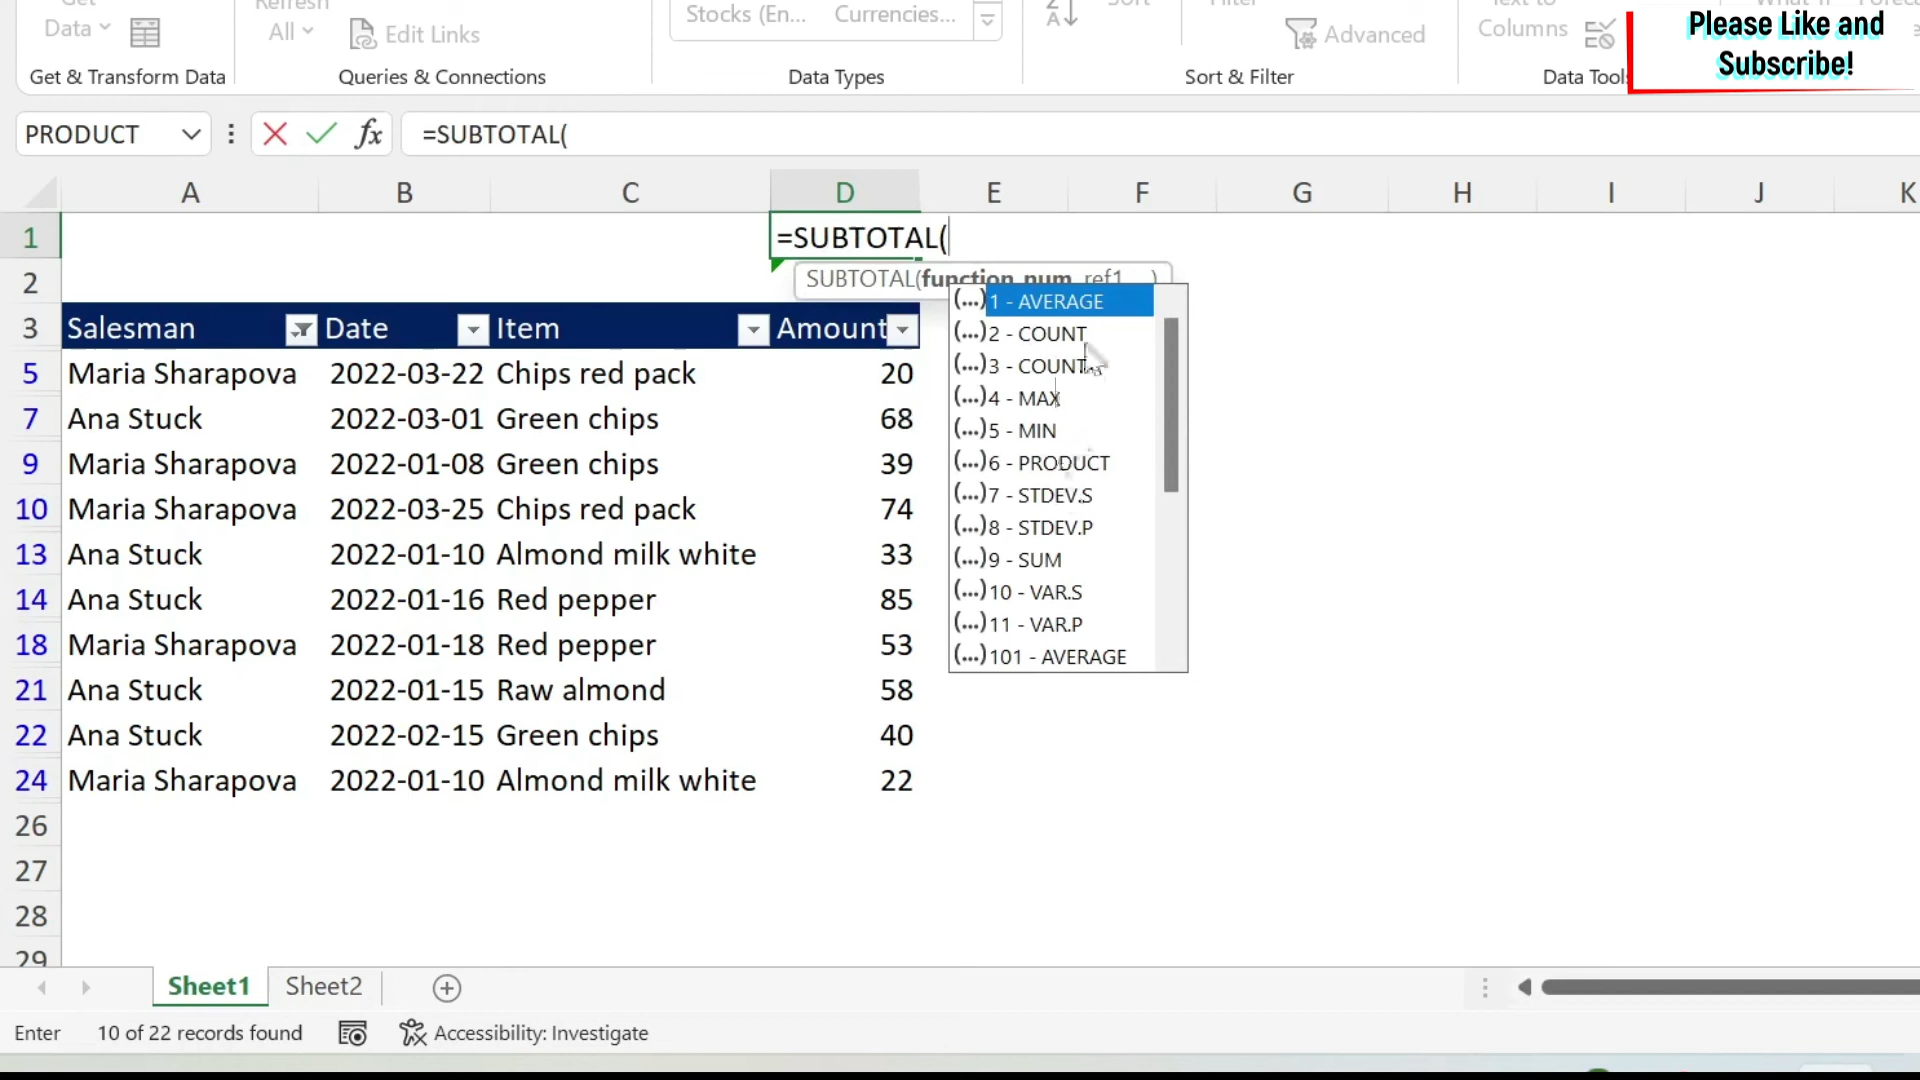 Data
Refresh
All
Edit Links
Stocks (En...
Currencies...
Advanced
Columns
Please Like and
Subscribe!
Get & Transform Data
Queries & Connections
Data Types
Sort & Filter
Data Tools
PRODUCT
fx
=SUBTOTAL(
A B C D E F G H I J K
1 =SUBTOTAL(
2 SUBTOTAL(function_num, ref1, ...)
3 Salesman Date Item Amount
5 Maria Sharapova 2022-03-22 Chips red pack 20
7 Ana Stuck 2022-03-01 Green chips 68
9 Maria Sharapova 2022-01-08 Green chips 39
10 Maria Sharapova 2022-03-25 Chips red pack 74
13 Ana Stuck 2022-01-10 Almond milk white 33
14 Ana Stuck 2022-01-16 Red pepper 85
18 Maria Sharapova 2022-01-18 Red pepper 53
21 Ana Stuck 2022-01-15 Raw almond 58
22 Ana Stuck 2022-02-15 Green chips 40
24 Maria Sharapova 2022-01-10 Almond milk white 22
26
27
28
29
(...) 1 - AVERAGE
(...) 2 - COUNT
(...) 3 - COUNT
(...) 4 - MAX
(...) 5 - MIN
(...) 6 - PRODUCT
(...) 7 - STDEV.S
(...) 8 - STDEV.P
(...) 9 - SUM
(...) 10 - VAR.S
(...) 11 - VAR.P
(...) 101 - AVERAGE
Sheet1 Sheet2
Enter 10 of 22 records found Accessibility: Investigate